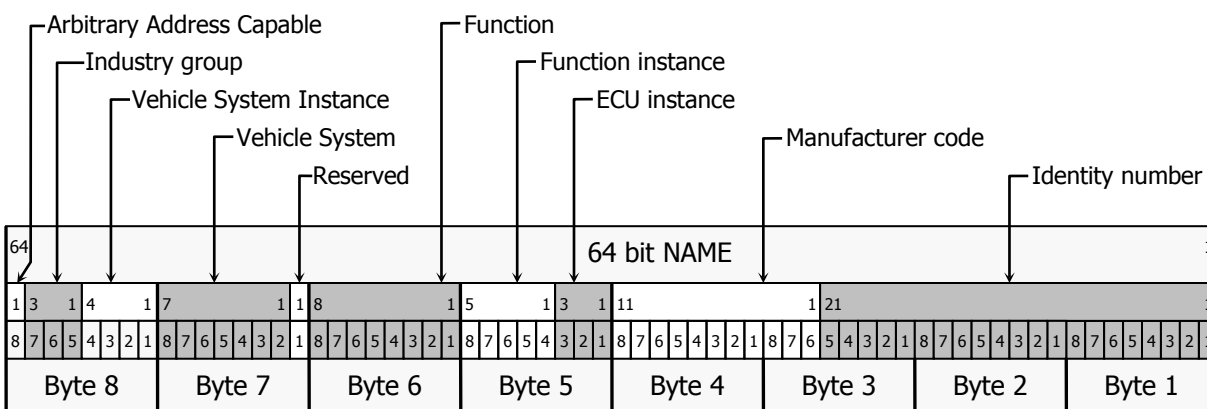 Arbitrary Address Capable
Function
Industry group
Function instance
Vehicle System Instance
ECU instance
Vehicle System
Manufacturer code
Reserved
Identity number
64 64 bit NAME 1
1 3 1 4 1 7 1 1 8 1 5 1 3 1 11 1 21 1
8 7 6 5 4 3 2 1 8 7 6 5 4 3 2 1 8 7 6 5 4 3 2 1 8 7 6 5 4 3 2 1 8 7 6 5 4 3 2 1 8 7 6 5 4 3 2 1 8 7 6 5 4 3 2 1 8 7 6 5 4 3 2 1
Byte 8 Byte 7 Byte 6 Byte 5 Byte 4 Byte 3 Byte 2 Byte 1